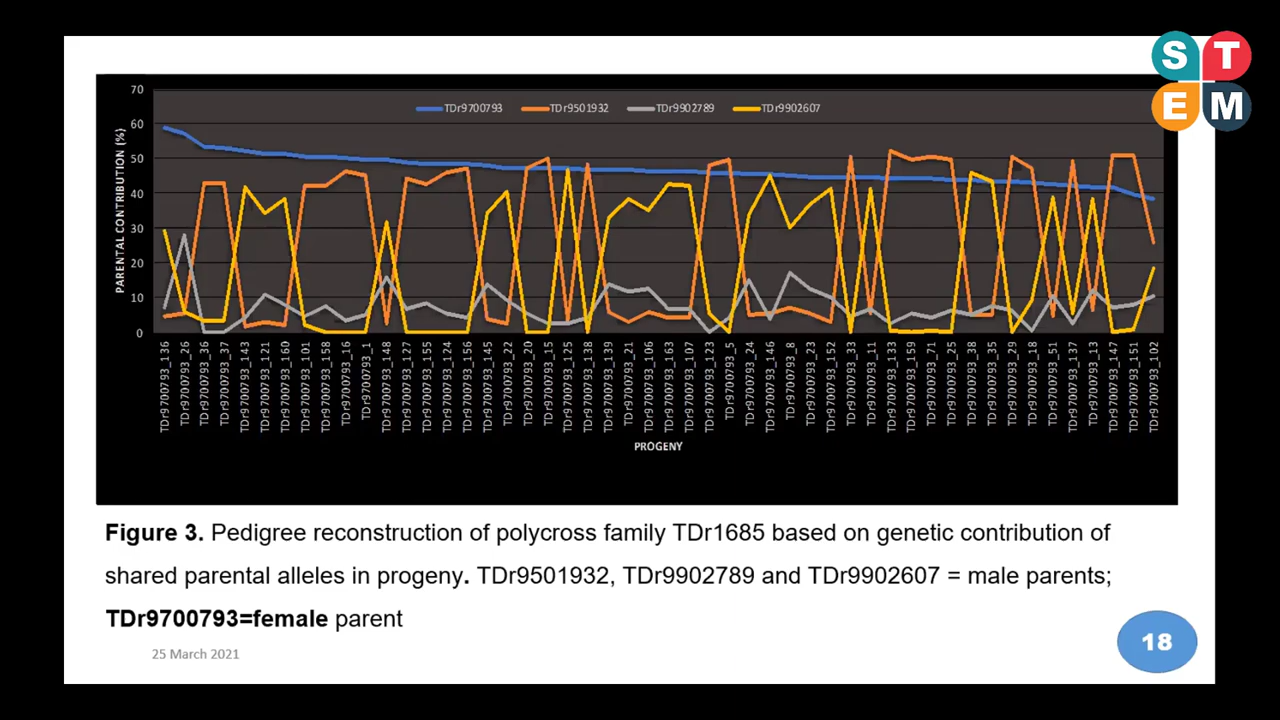 S T
E M
TDr9700793 TDr9501932 TDr9902789 TDr9902607
PARENTAL CONTRIBUTION (%)
70
60
50
40
30
20
10
0
TDr9700793_136
TDr9700793_26
TDr9700793_36
TDr9700793_37
TDr9700793_143
TDr9700793_121
TDr9700793_160
TDr9700793_101
TDr9700793_158
TDr9700793_16
TDr9700793_1
TDr9700793_148
TDr9700793_127
TDr9700793_155
TDr9700793_124
TDr9700793_156
TDr9700793_145
TDr9700793_22
TDr9700793_20
TDr9700793_15
TDr9700793_125
TDr9700793_138
TDr9700793_139
TDr9700793_21
TDr9700793_106
TDr9700793_163
TDr9700793_107
TDr9700793_123
TDr9700793_5
TDr9700793_24
TDr9700793_146
TDr9700793_8
TDr9700793_23
TDr9700793_152
TDr9700793_33
TDr9700793_11
TDr9700793_133
TDr9700793_159
TDr9700793_71
TDr9700793_25
TDr9700793_38
TDr9700793_35
TDr9700793_29
TDr9700793_18
TDr9700793_51
TDr9700793_137
TDr9700793_13
TDr9700793_147
TDr9700793_151
TDr9700793_102
PROGENY
Figure 3. Pedigree reconstruction of polycross family TDr1685 based on genetic contribution of
shared parental alleles in progeny. TDr9501932, TDr9902789 and TDr9902607 = male parents;
TDr9700793=female parent
25 March 2021
18